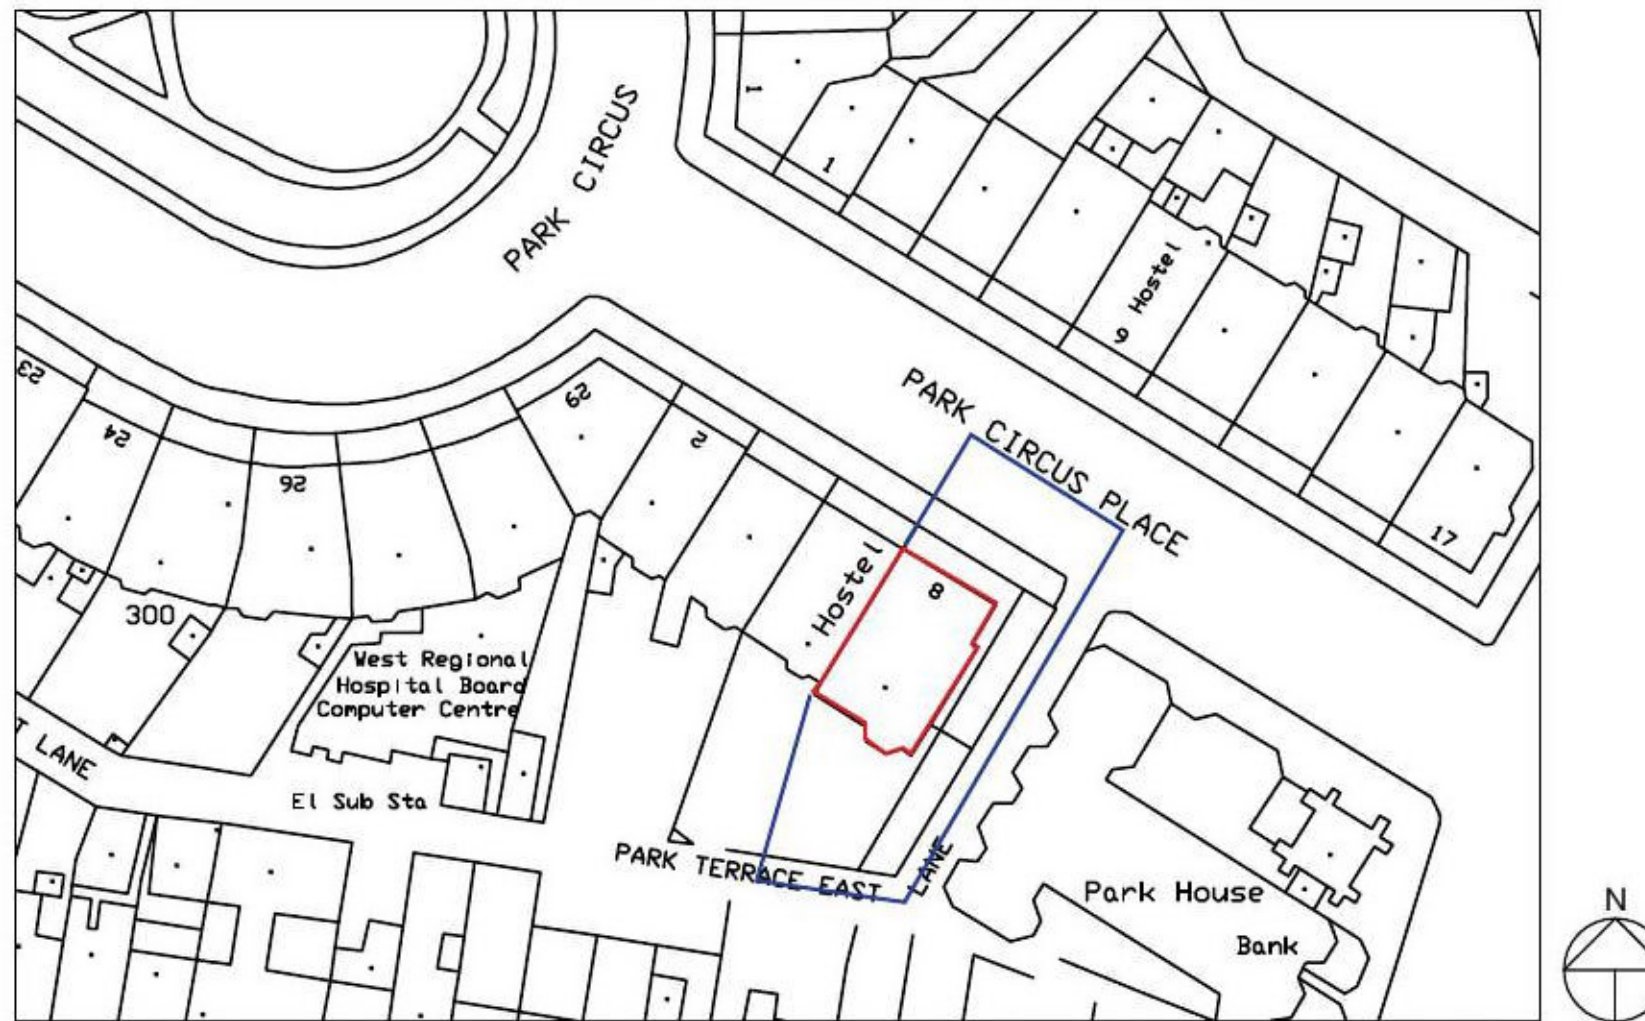 PARK CIRCUS
1
1
9 Hostel
PARK CIRCUS PLACE
17
23
24
26
29
2
Hostel
8
300
West Regional
Hospital Board
Computer Centre
LANE
El Sub Sta
PARK TERRACE EAST LANE
Park House
Bank
N